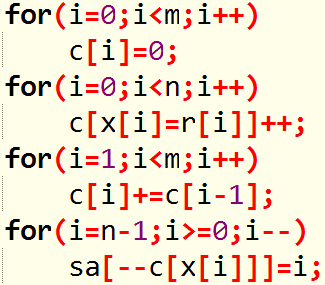 for(i=0;i<m;i++)
    c[i]=0;
for(i=0;i<n;i++)
    c[x[i]=r[i]]++;
for(i=1;i<m;i++)
    c[i]+=c[i-1];
for(i=n-1;i>=0;i--)
    sa[--c[x[i]]]=i;